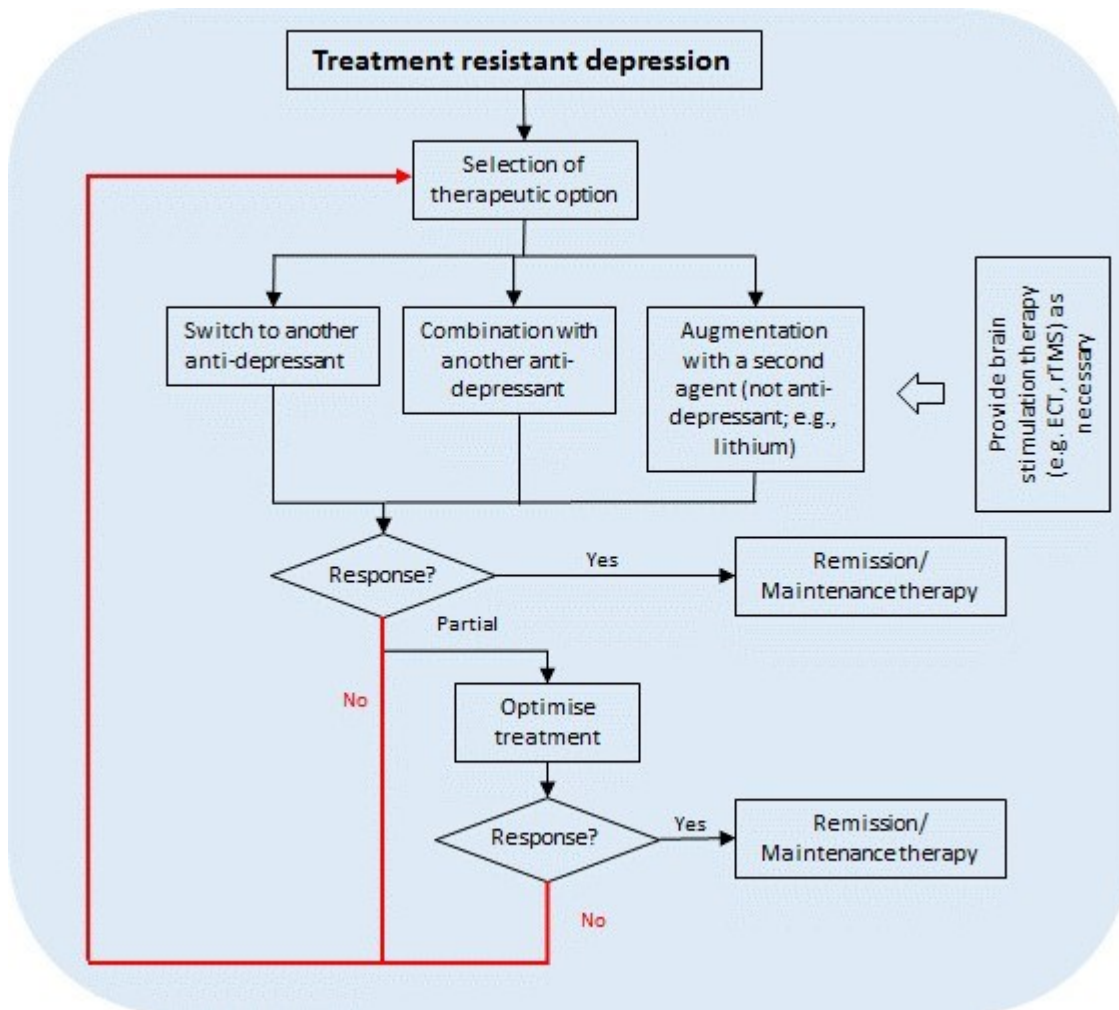 Treatment resistant depression
Selection of
therapeutic option
Switch to another
anti-depressant
Combination with
another anti-
depressant
Augmentation
with a second
agent (not anti-
depressant; e.g.,
lithium)
Provide brain
stimulation therapy
(e.g. ECT, rTMS) as
necessary
Response?
Yes
Remission/
Maintenance therapy
Partial
No
Optimise
treatment
Response?
Yes
Remission/
Maintenance therapy
No